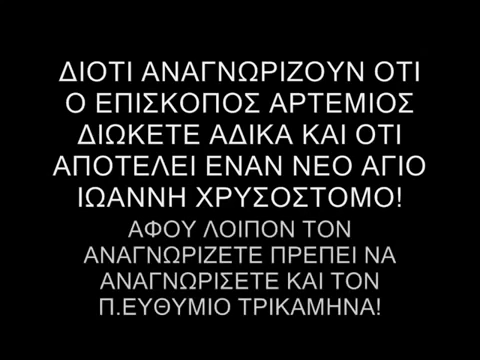 ΔΙΟΤΙ ΑΝΑΓΝΩΡΙΖΟΥΝ ΟΤΙ
Ο ΕΠΙΣΚΟΠΟΣ ΑΡΤΕΜΙΟΣ
ΔΙΩΚΕΤΕ ΑΔΙΚΑ ΚΑΙ ΟΤΙ
ΑΠΟΤΕΛΕΙ ΕΝΑΝ ΝΕΟ ΑΓΙΟ
ΙΩΑΝΝΗ ΧΡΥΣΟΣΤΟΜΟ!
ΑΦΟΥ ΛΟΙΠΟΝ ΤΟΝ
ΑΝΑΓΝΩΡΙΖΕΤΕ ΠΡΕΠΕΙ ΝΑ
ΑΝΑΓΝΩΡΙΣΕΤΕ ΚΑΙ ΤΟΝ
Π.ΕΥΘΥΜΙΟ ΤΡΙΚΑΜΗΝΑ!